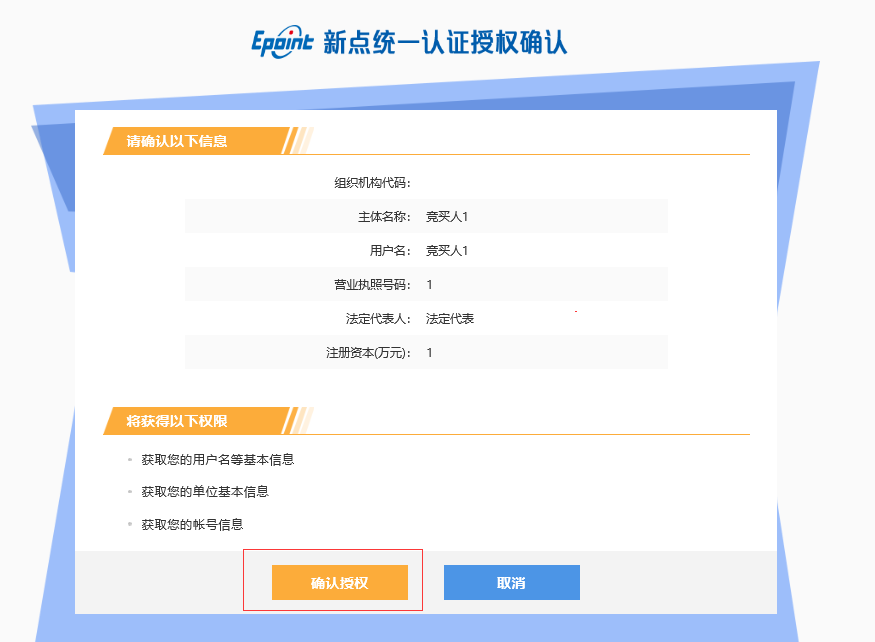 Epoint 新点统一认证授权确认
请确认以下信息
组织机构代码：
主体名称： 竞买人1
用户名： 竞买人1
营业执照号码： 1
法定代表人： 法定代表
注册资本(万元)： 1
将获得以下权限
获取您的用户名等基本信息
获取您的单位基本信息
获取您的帐号信息
确认授权 取消